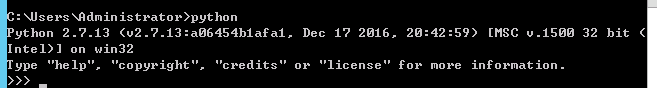 C:\Users\Administrator>python
Python 2.7.13 (v2.7.13:a06454b1afa1, Dec 17 2016, 20:42:59) [MSC v.1500 32 bit (
Intel)] on win32
Type "help", "copyright", "credits" or "license" for more information.
>>>